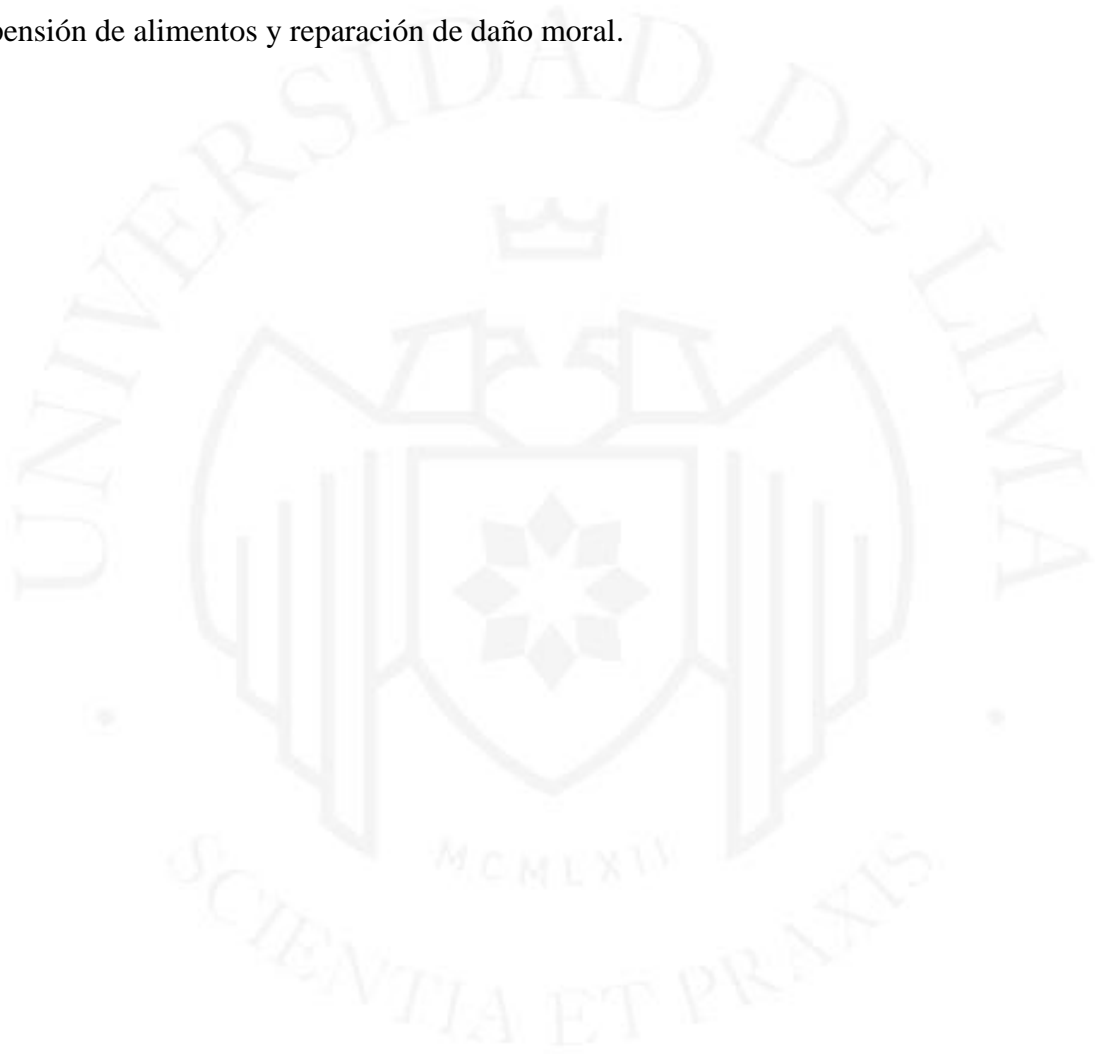 pensión de alimentos y reparación de daño moral.
UNIVERSIDAD DE LIMA
MCMLXII
SCIENTIA ET PRAXIS